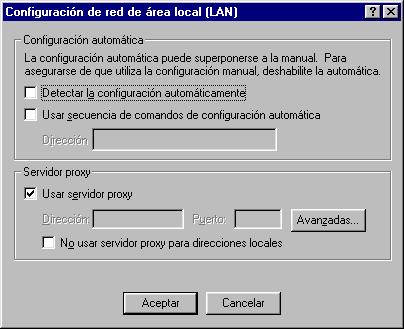 Configuración de red de área local (LAN)
Configuración automática
La configuración automática puede superponerse a la manual. Para
asegurarse de que utiliza la configuración manual, deshabilite la automática.
Detectar la configuración automáticamente
Usar secuencia de comandos de configuración automática
Dirección
Servidor proxy
Usar servidor proxy
Dirección: Puerto: Avanzadas...
No usar servidor proxy para direcciones locales
Aceptar Cancelar